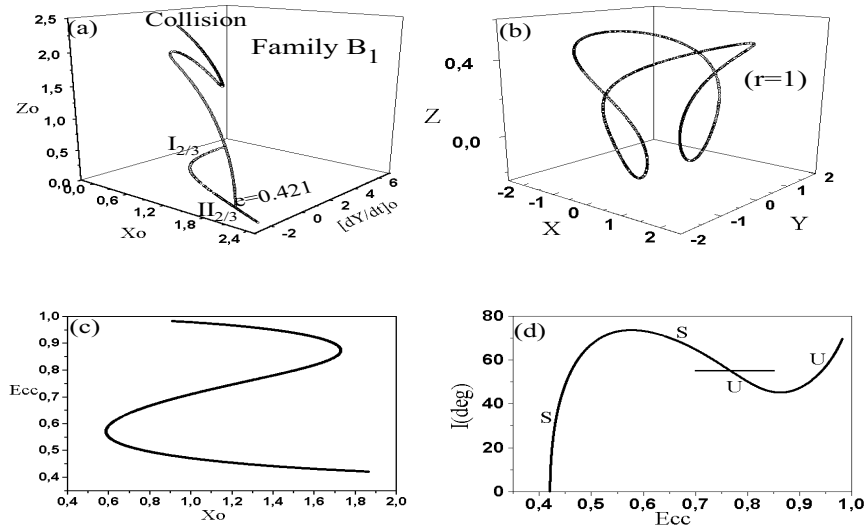 (a)
Collision
Family B1
2,5
2,0
1,5
1,0
0,5
0,0
Zo
I2/3
II2/3
e=0.421
0,0
0,6
1,2
1,8
2,4
Xo
-2
0
2
4
6
[dY/dt]o
(b)
(r=1)
0,4
0,0
Z
-2
-1
0
1
2
X
-2
-1
0
1
2
Y
(c)
1,0
0,9
0,8
0,7
0,6
0,5
0,4
Ecc
0,4 0,6 0,8 1,0 1,2 1,4 1,6 1,8 2,0
Xo
(d)
80
60
40
20
0
I(deg)
S
S
U
U
0,4 0,5 0,6 0,7 0,8 0,9 1,0
Ecc